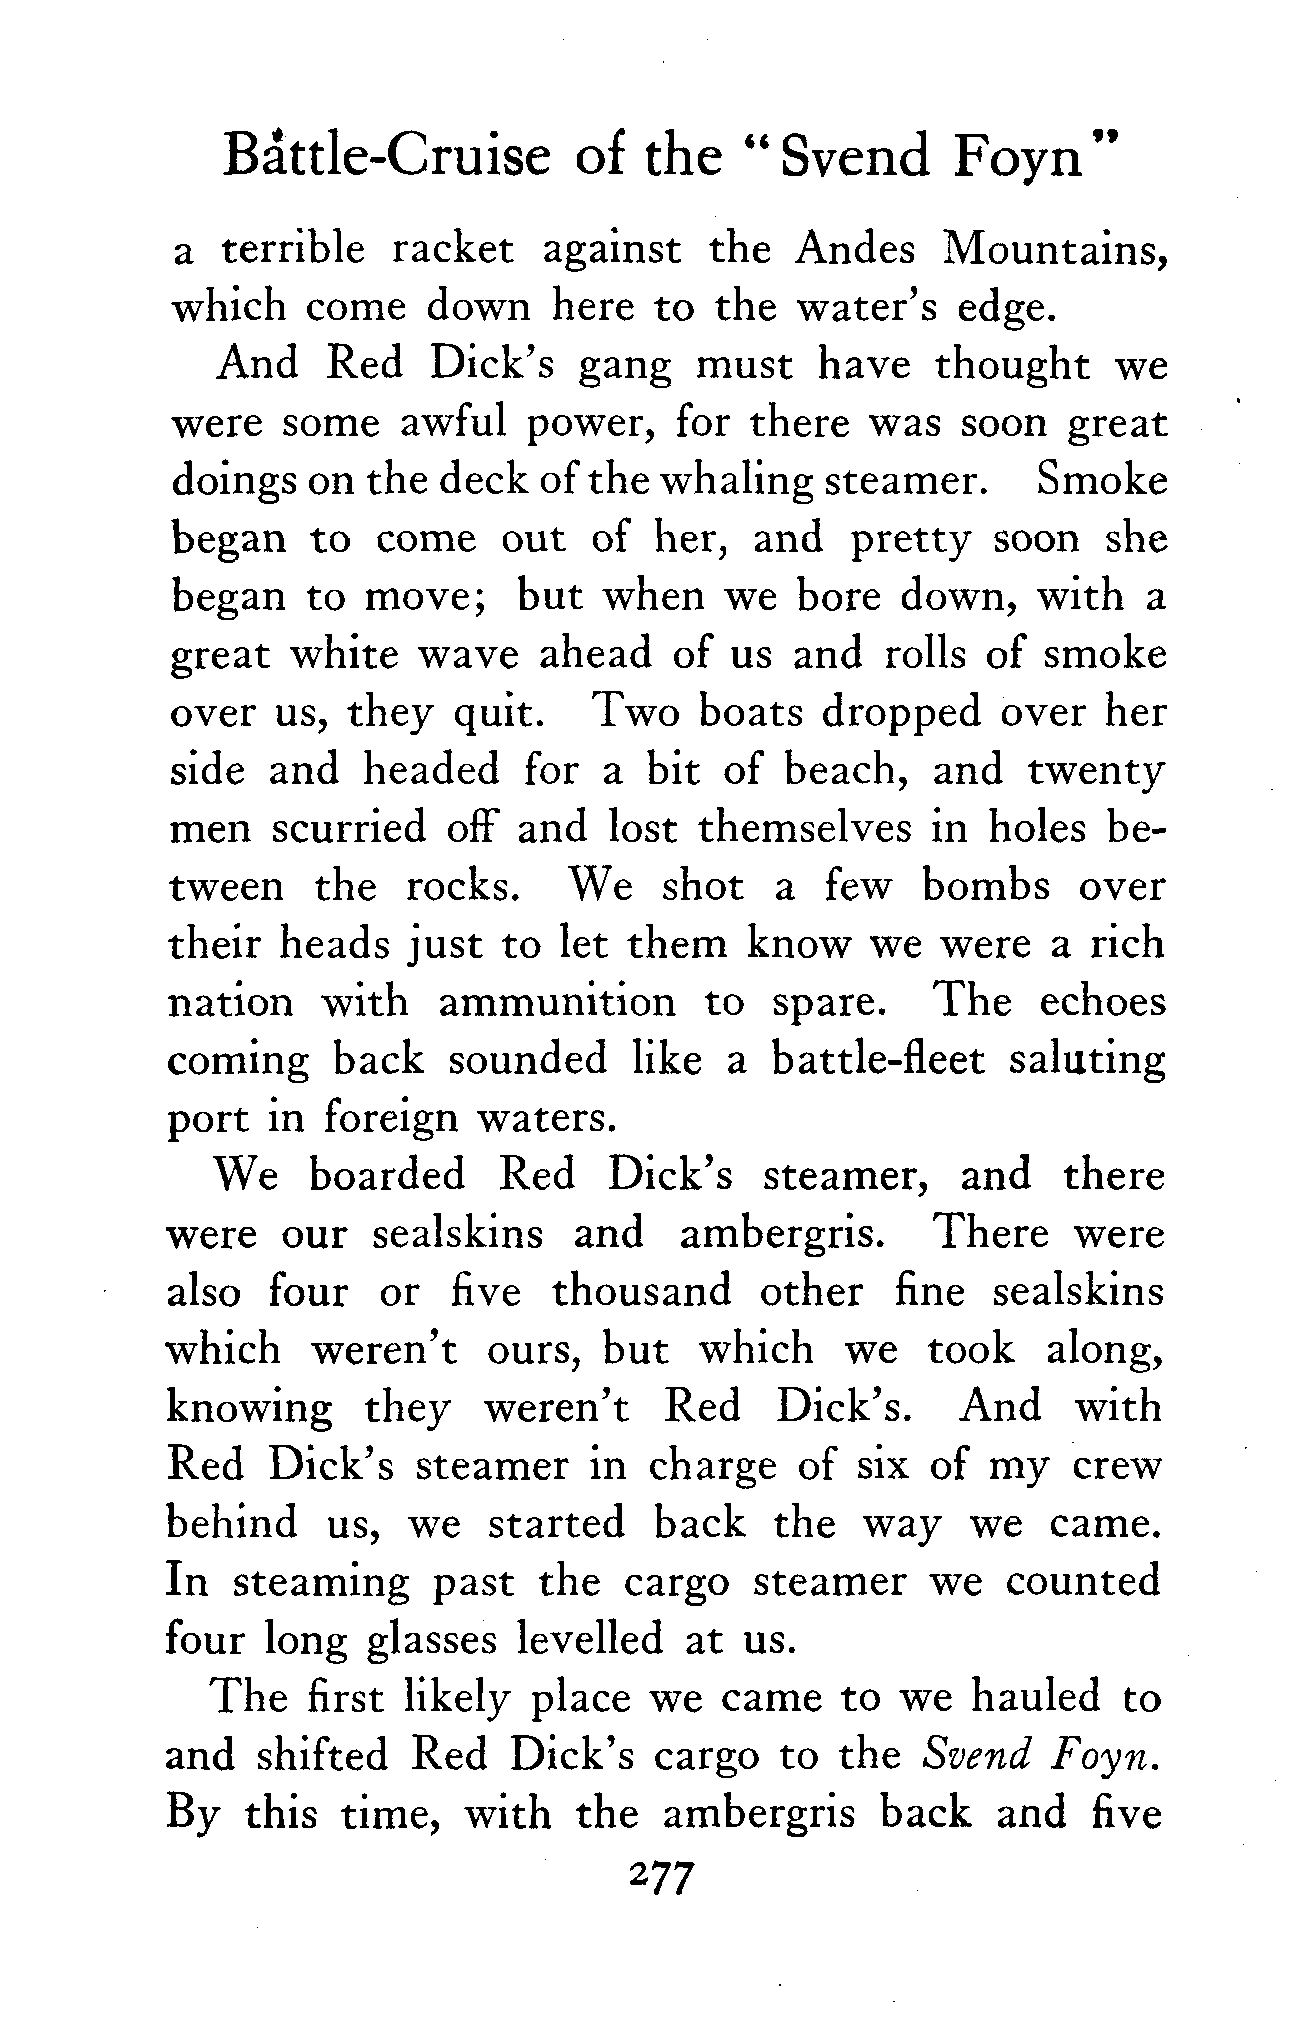 Battle-Cruise of the "Svend Foyn"
a terrible racket against the Andes Mountains,
which come down here to the water's edge.
And Red Dick's gang must have thought we
were some awful power, for there was soon great
doings on the deck of the whaling steamer. Smoke
began to come out of her, and pretty soon she
began to move; but when we bore down, with a
great white wave ahead of us and rolls of smoke
over us, they quit. Two boats dropped over her
side and headed for a bit of beach, and twenty
men scurried off and lost themselves in holes be-
tween the rocks. We shot a few bombs over
their heads just to let them know we were a rich
nation with ammunition to spare. The echoes
coming back sounded like a battle-fleet saluting
port in foreign waters.
We boarded Red Dick's steamer, and there
were our sealskins and ambergris. There were
also four or five thousand other fine sealskins
which weren't ours, but which we took along,
knowing they weren't Red Dick's. And with
Red Dick's steamer in charge of six of my crew
behind us, we started back the way we came.
In steaming past the cargo steamer we counted
four long glasses levelled at us.
The first likely place we came to we hauled to
and shifted Red Dick's cargo to the Svend Foyn.
By this time, with the ambergris back and five
277